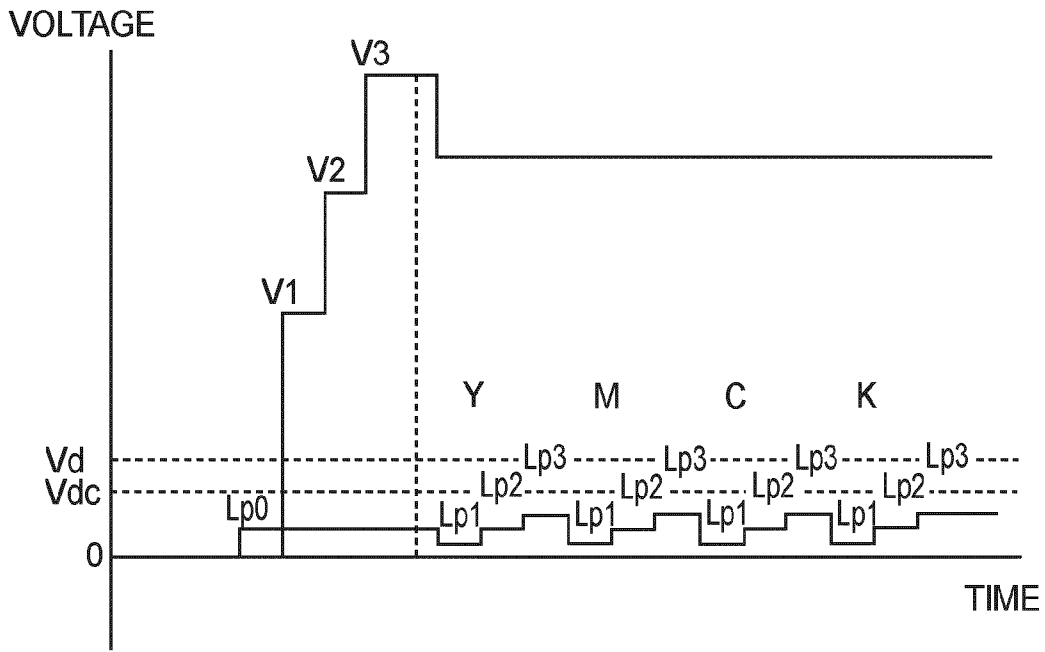 VOLTAGE
V3
V2
V1
Y M C K
Vd Lp3 Lp3 Lp3 Lp3
Vdc Lp2 Lp2 Lp2 Lp2
Lp0 Lp1 Lp1 Lp1 Lp1
0
TIME